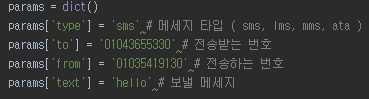 params = dict()
params['type'] = 'sms' # 메세지 타입 ( sms, lms, mms, ata )
params['to'] = '01043655330' # 전송받는 번호
params['from'] = '01035419130' # 전송하는 번호
params['text'] = 'hello' # 보낼 메세지